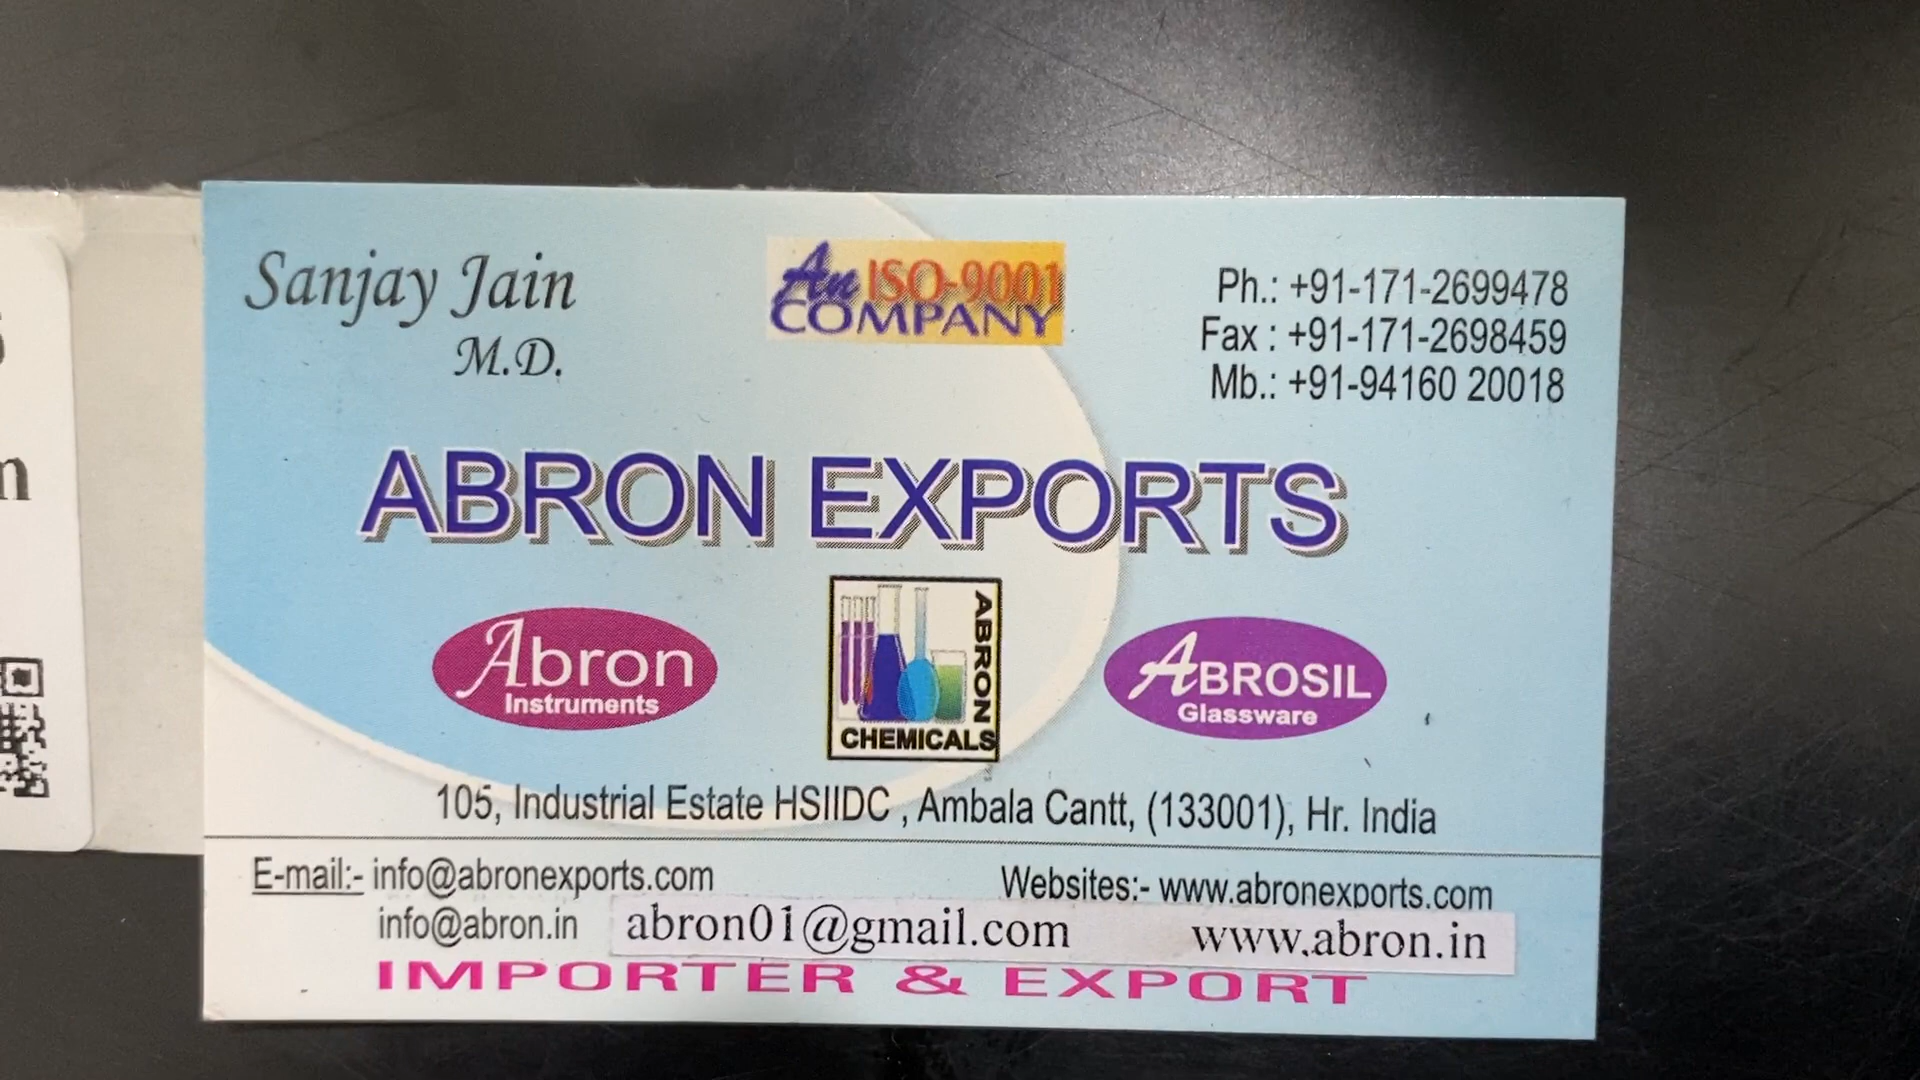 Sanjay Jain
M.D.
An ISO-9001
COMPANY
Ph.: +91-171-2699478
Fax : +91-171-2698459
Mb.: +91-94160 20018
ABRON EXPORTS
Abron
Instruments
ABRON
CHEMICALS
ABROSIL
Glassware
105, Industrial Estate HSIIDC , Ambala Cantt, (133001), Hr. India
E-mail:- info@abronexports.com
Websites:- www.abronexports.com
info@abron.in
abron01@gmail.com
www.abron.in
IMPORTER & EXPORT